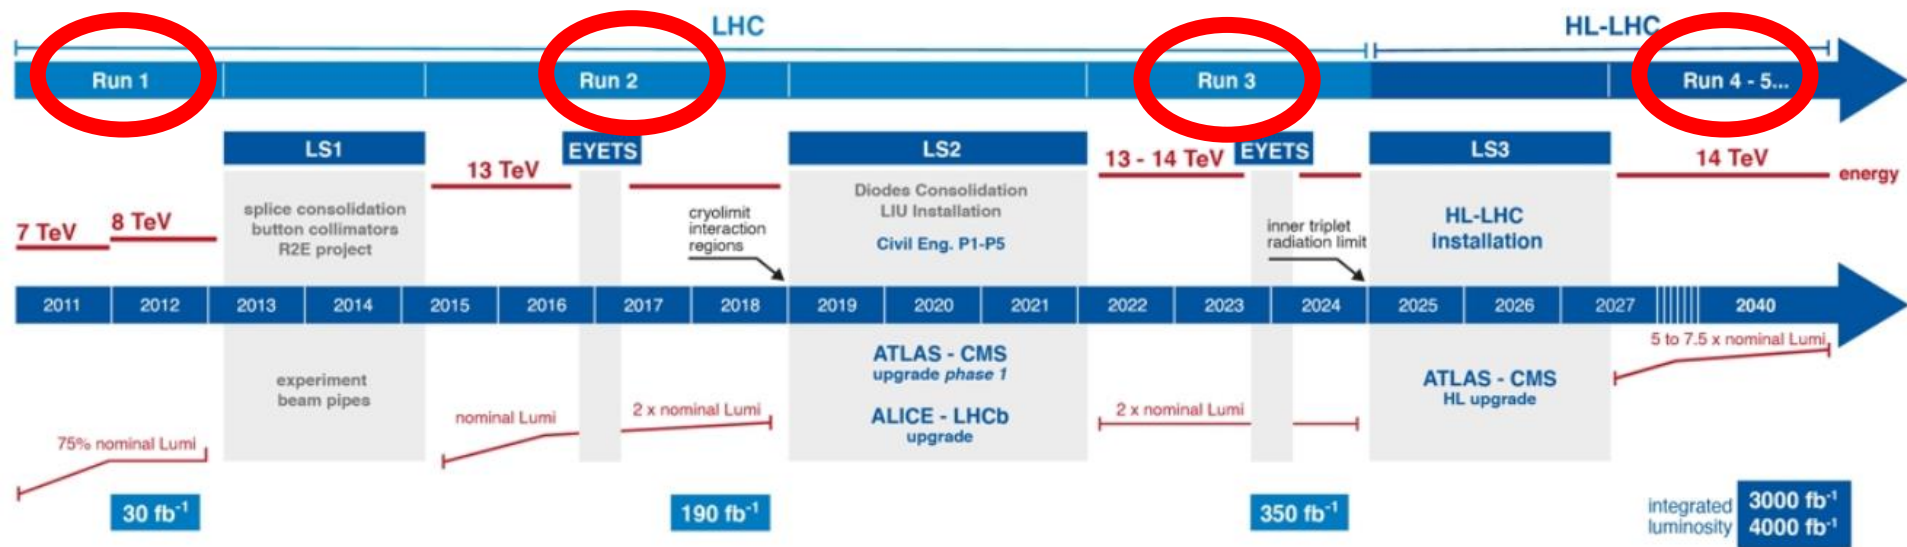 LHC
HL-LHC
Run 1
Run 2
Run 3
Run 4 - 5...
LS1
EYETS
LS2
13 - 14 TeV
EYETS
LS3
14 TeV
energy
13 TeV
7 TeV
8 TeV
splice consolidation
button collimators
R2E project
cryolimit
interaction
regions
Diodes Consolidation
LIU Installation
Civil Eng. P1-P5
inner triplet
radiation limit
HL-LHC
installation
2011
2012
2013
2014
2015
2016
2017
2018
2019
2020
2021
2022
2023
2024
2025
2026
2027
2040
5 to 7.5 x nominal Lumi
experiment
beam pipes
ATLAS - CMS
upgrade phase 1
ALICE - LHCb
upgrade
ATLAS - CMS
HL upgrade
75% nominal Lumi
nominal Lumi
2 x nominal Lumi
2 x nominal Lumi
30 fb⁻¹
190 fb⁻¹
350 fb⁻¹
integrated
luminosity
3000 fb⁻¹
4000 fb⁻¹